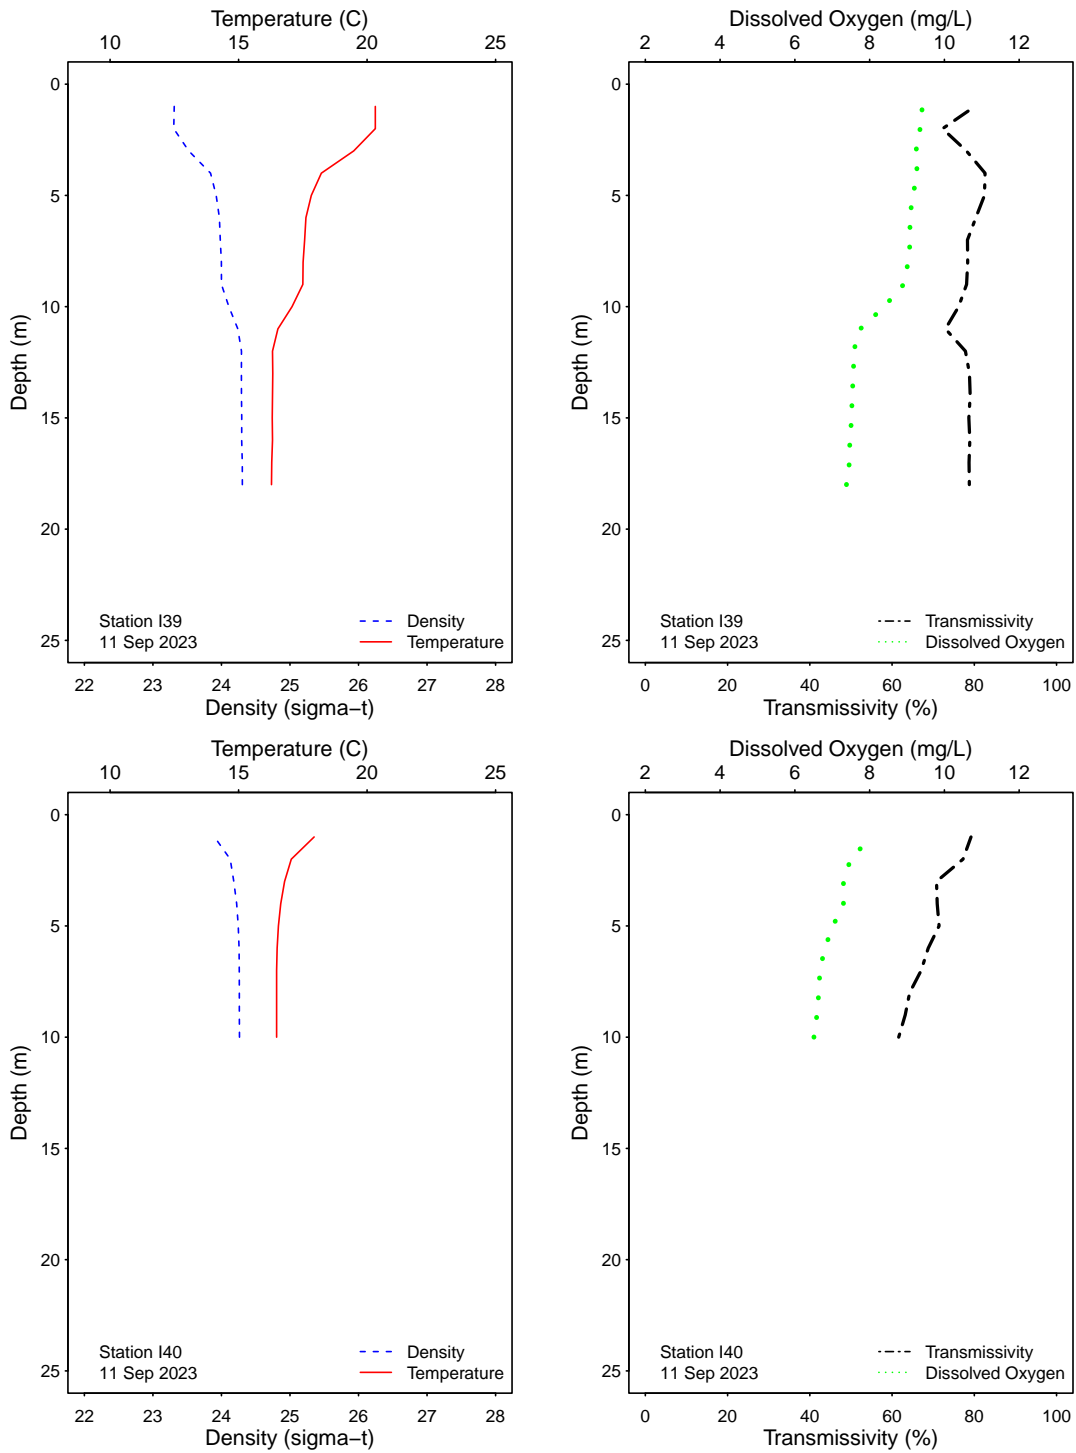 Temperature (C)
10 15 20 25
0
5
10
15
20
25
Depth (m)
Station I39
11 Sep 2023
Density
Temperature
22 23 24 25 26 27 28
Density (sigma−t)
Dissolved Oxygen (mg/L)
2 4 6 8 10 12
0
5
10
15
20
25
Depth (m)
Station I39
11 Sep 2023
Transmissivity
Dissolved Oxygen
0 20 40 60 80 100
Transmissivity (%)
Temperature (C)
10 15 20 25
0
5
10
15
20
25
Depth (m)
Station I40
11 Sep 2023
Density
Temperature
22 23 24 25 26 27 28
Density (sigma−t)
Dissolved Oxygen (mg/L)
2 4 6 8 10 12
0
5
10
15
20
25
Depth (m)
Station I40
11 Sep 2023
Transmissivity
Dissolved Oxygen
0 20 40 60 80 100
Transmissivity (%)